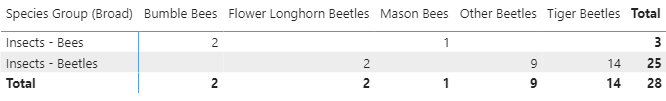 Species Group (Broad) Bumble Bees Flower Longhorn Beetles Mason Bees Other Beetles Tiger Beetles Total
Insects - Bees 2 1 3
Insects - Beetles 2 9 14 25
Total 2 2 1 9 14 28